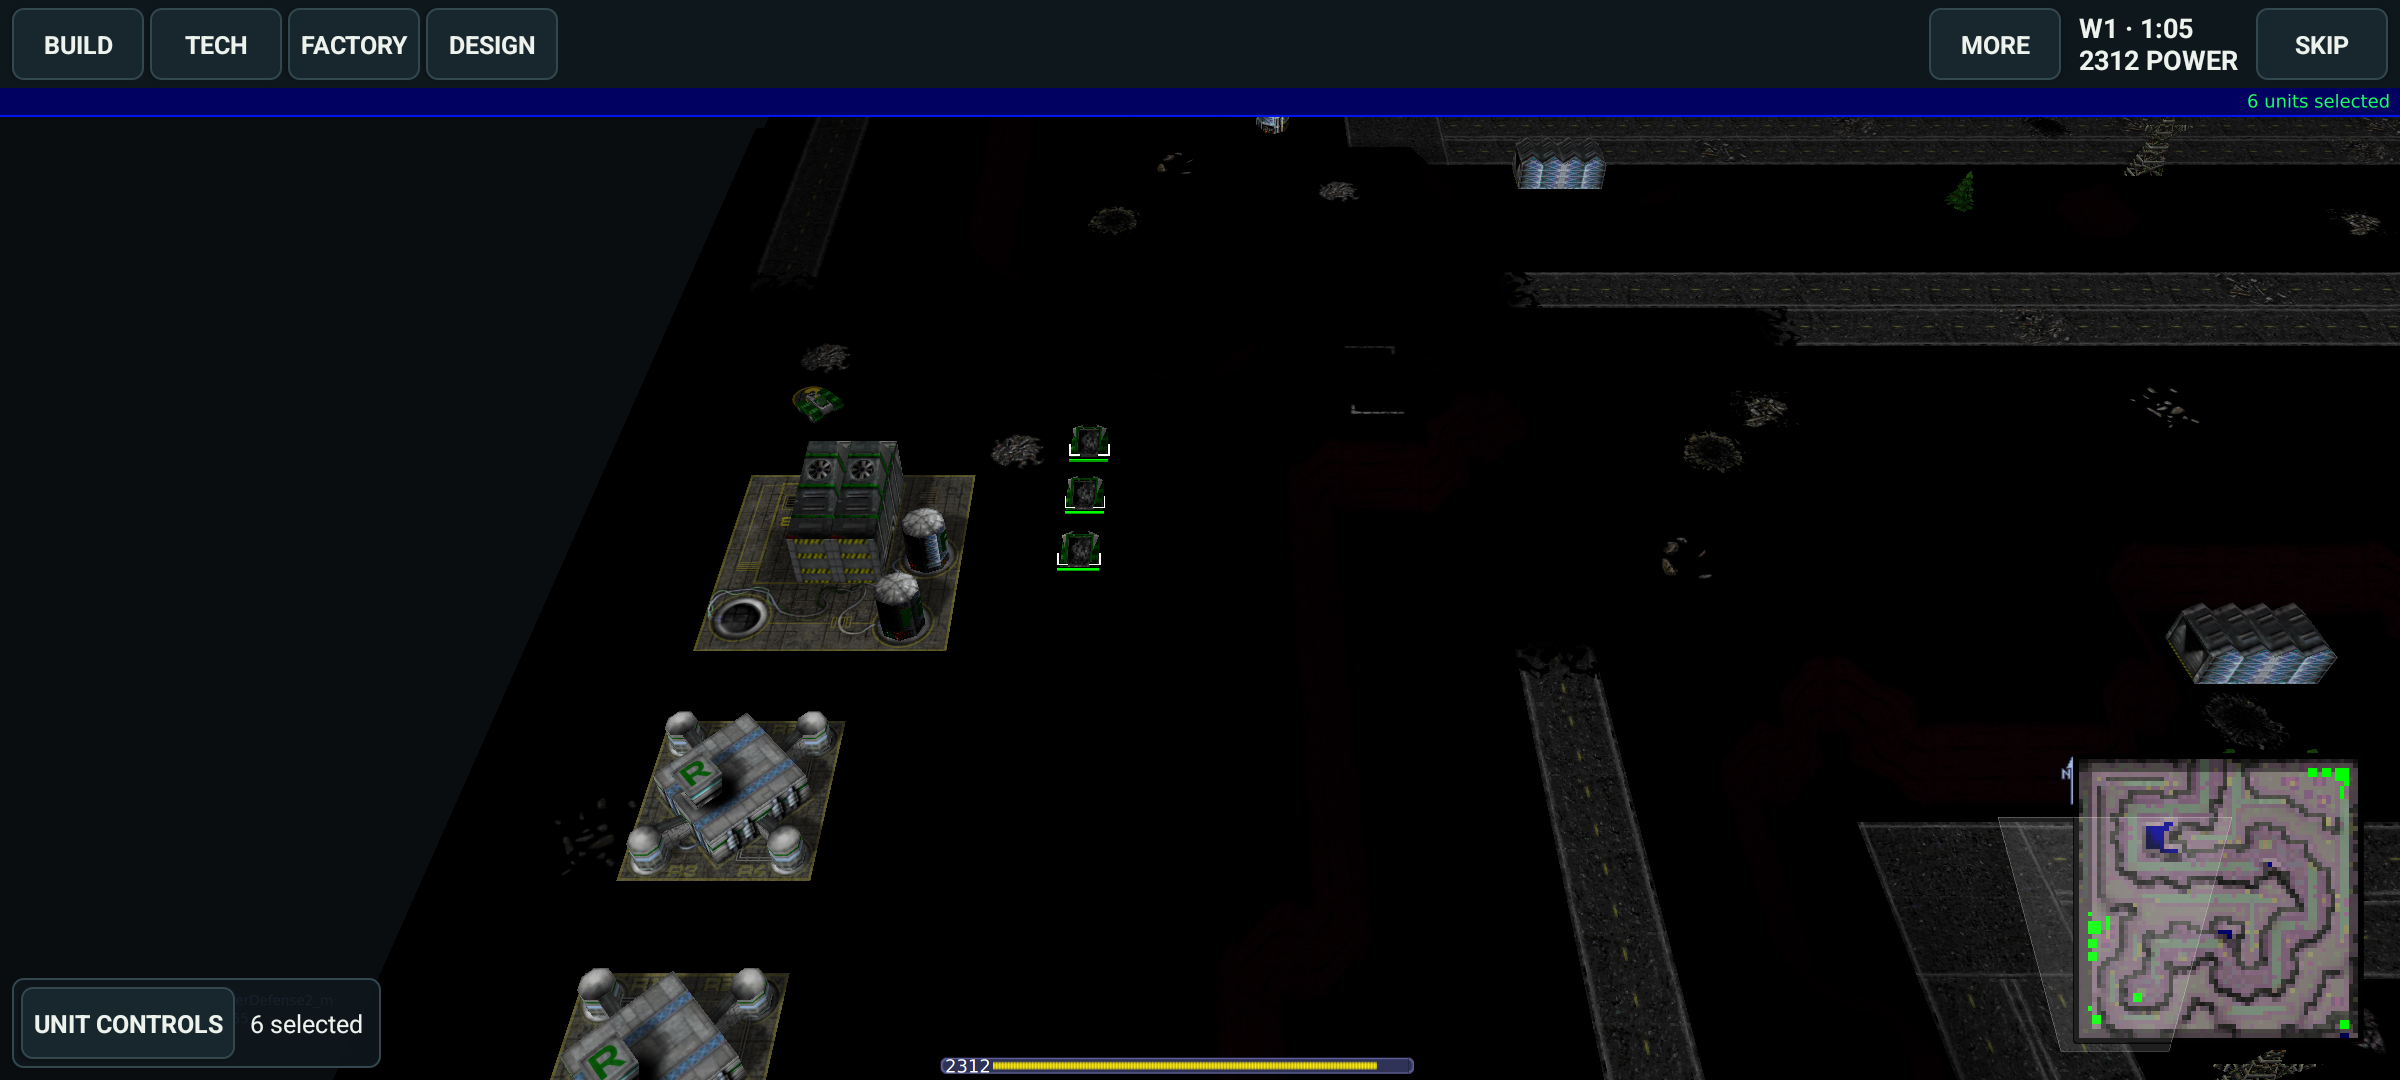 BUILD
TECH
FACTORY
DESIGN
MORE
W1 · 1:05
2312 POWER
SKIP
6 units selected
R
N
R
UNIT CONTROLS
6 selected
2312